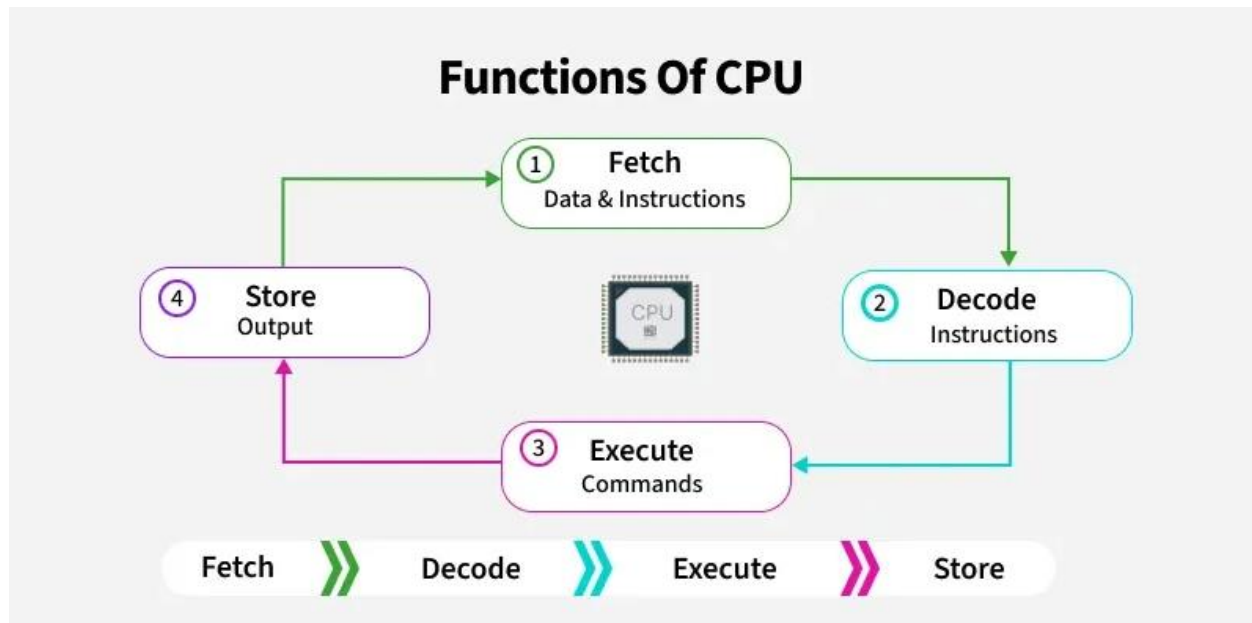 Functions Of CPU
1 Fetch
Data & Instructions
4 Store
Output
CPU
2 Decode
Instructions
3 Execute
Commands
Fetch Decode Execute Store